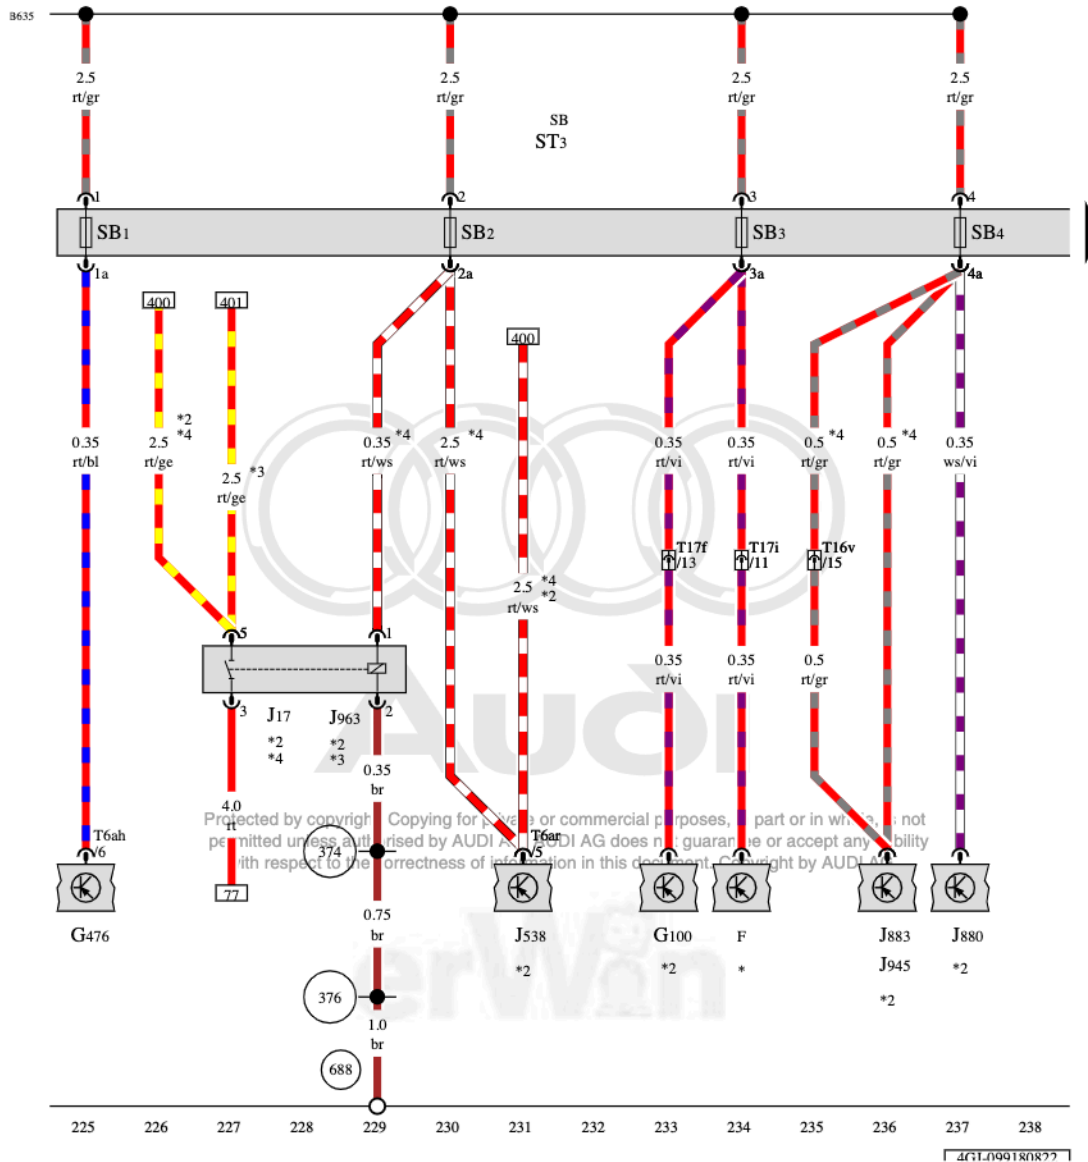 B635
2.5 2.5 2.5 2.5
rt/gr rt/gr rt/gr rt/gr
SB
ST3
1 2 3 4
SB1 SB2 SB3 SB4
1a 2a 3a 4a
400 401
400
*2
*4
0.35 2.5 0.35 *4 2.5 *4 0.35 0.35 0.5 *4 0.5 *4 0.35
rt/bl rt/ge rt/ws rt/ws rt/vi rt/vi rt/gr rt/gr ws/vi
2.5 *3
rt/ge
T17f T17i T16v
/13 /11 /15
2.5 *4
rt/ws *2
5 1
0.35 0.35 0.5
rt/vi rt/vi rt/gr
3 J17 J963 2
*2 *2
*4 *3
0.35
br
4.0
rt
Audi
Protected by copyright. Copying for private or commercial purposes, in part or in whole, is not
permitted unless authorised by AUDI AG. AUDI AG does not guarantee or accept any liability
with respect to the correctness of information in this document. Copyright by AUDI AG.
T6ah T6ar
/6 /5
374
77
0.75
br
erWin
G476 J538 G100 F J883 J880
J945
*2 *2 * *2
*2
376
1.0
br
688
225 226 227 228 229 230 231 232 233 234 235 236 237 238
4GI-099180822